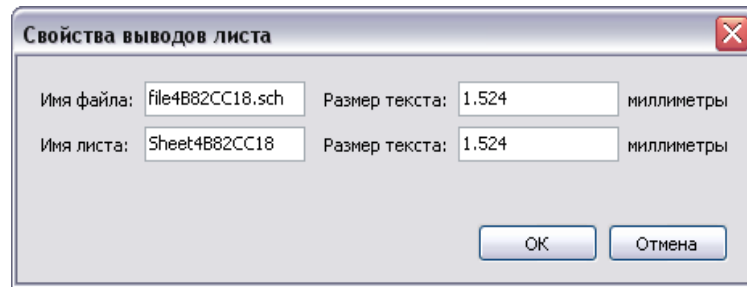 Свойства выводов листа
Имя файла: file4B82CC18.sch Размер текста: 1.524 миллиметры
Имя листа: Sheet4B82CC18 Размер текста: 1.524 миллиметры
OK Отмена